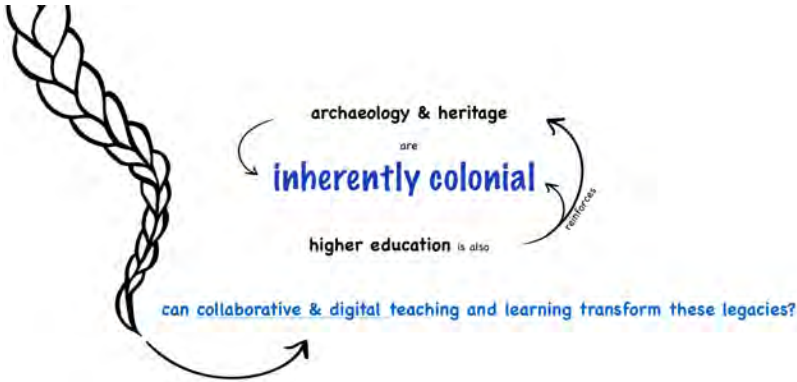 archaeology & heritage
are
inherently colonial
reinforces
higher education is also
can collaborative & digital teaching and learning transform these legacies?